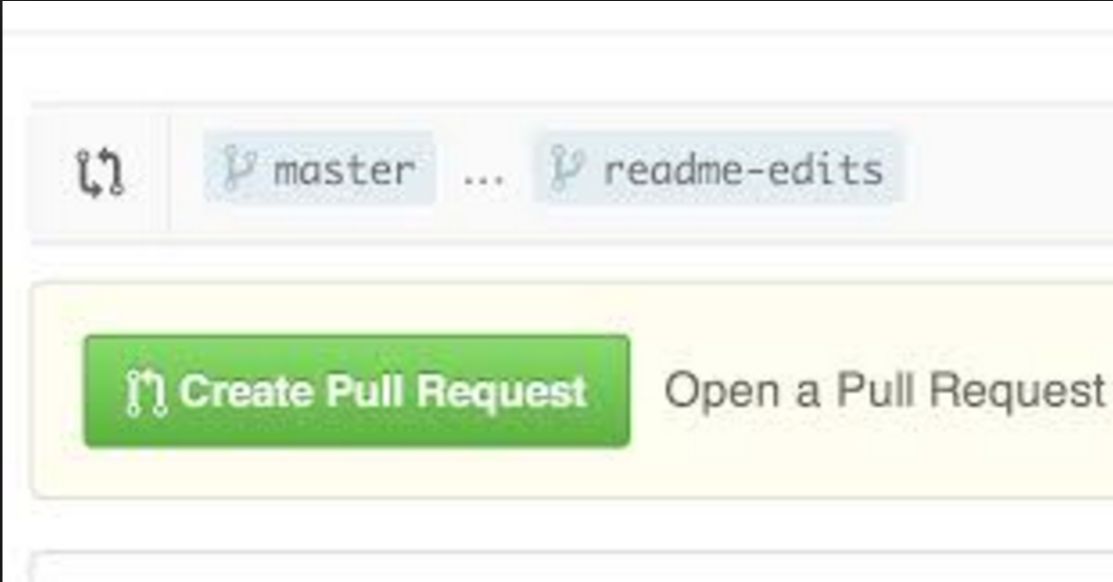 master ... readme-edits
Create Pull Request Open a Pull Request